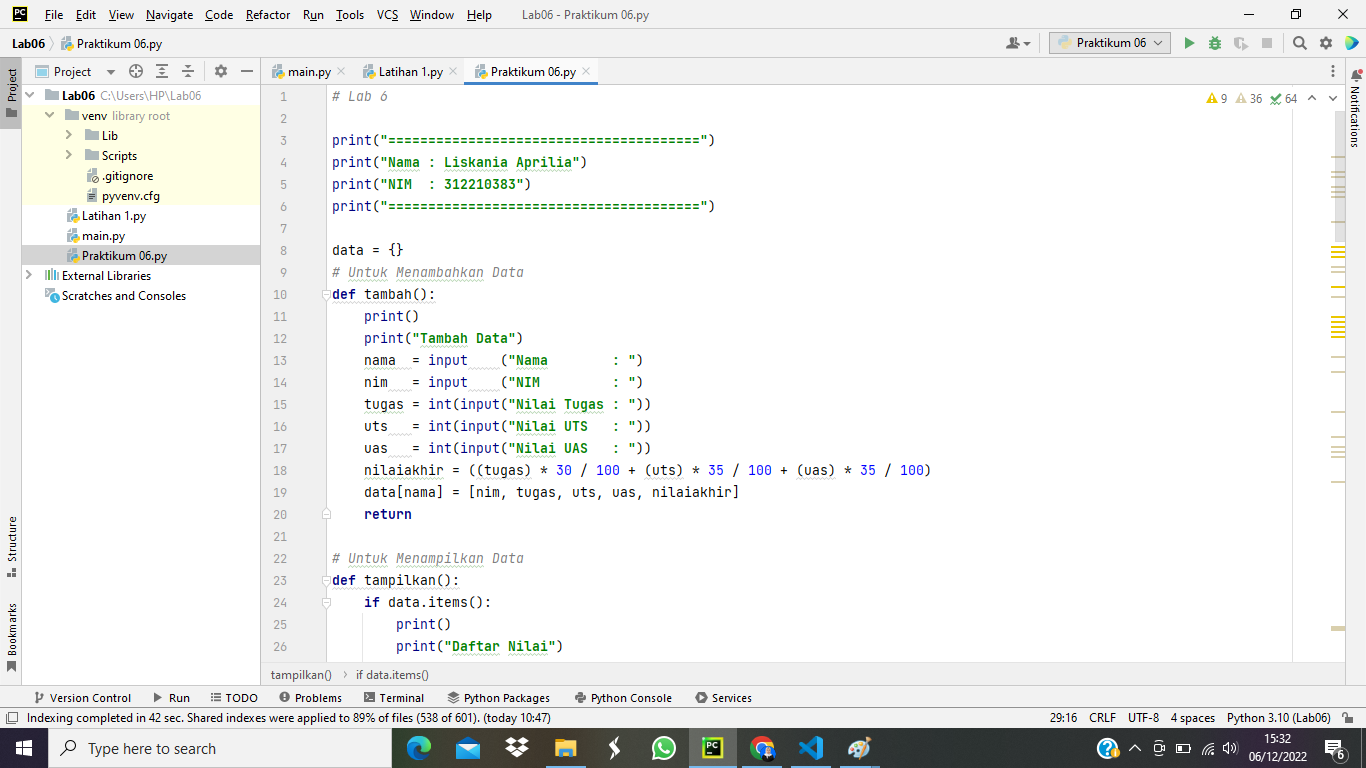 File Edit View Navigate Code Refactor Run Tools VCS Window Help Lab06 - Praktikum 06.py
Lab06 Praktikum 06.py Praktikum 06
Project
main.py Latihan 1.py Praktikum 06.py
Project
Notifications
Structure
Bookmarks
Lab06 C:\Users\HP\Lab06
venv library root
Lib
Scripts
.gitignore
pyvenv.cfg
Latihan 1.py
main.py
Praktikum 06.py
External Libraries
Scratches and Consoles
9 36 64
1 # Lab 6
2
3 print("=======================================")
4 print("Nama : Liskania Aprilia")
5 print("NIM  : 312210383")
6 print("=======================================")
7
8 data = {}
9 # Untuk Menambahkan Data
10 def tambah():
11     print()
12     print("Tambah Data")
13     nama  = input    ("Nama        : ")
14     nim   = input    ("NIM         : ")
15     tugas = int(input("Nilai Tugas : "))
16     uts   = int(input("Nilai UTS   : "))
17     uas   = int(input("Nilai UAS   : "))
18     nilaiakhir = ((tugas) * 30 / 100 + (uts) * 35 / 100 + (uas) * 35 / 100)
19     data[nama] = [nim, tugas, uts, uas, nilaiakhir]
20     return
21
22 # Untuk Menampilkan Data
23 def tampilkan():
24     if data.items():
25         print()
26         print("Daftar Nilai")
tampilkan() if data.items()
Version Control Run TODO Problems Terminal Python Packages Python Console Services
Indexing completed in 42 sec. Shared indexes were applied to 89% of files (538 of 601). (today 10:47) 29:16 CRLF UTF-8 4 spaces Python 3.10 (Lab06)
Type here to search
PC
15:32
06/12/2022
6